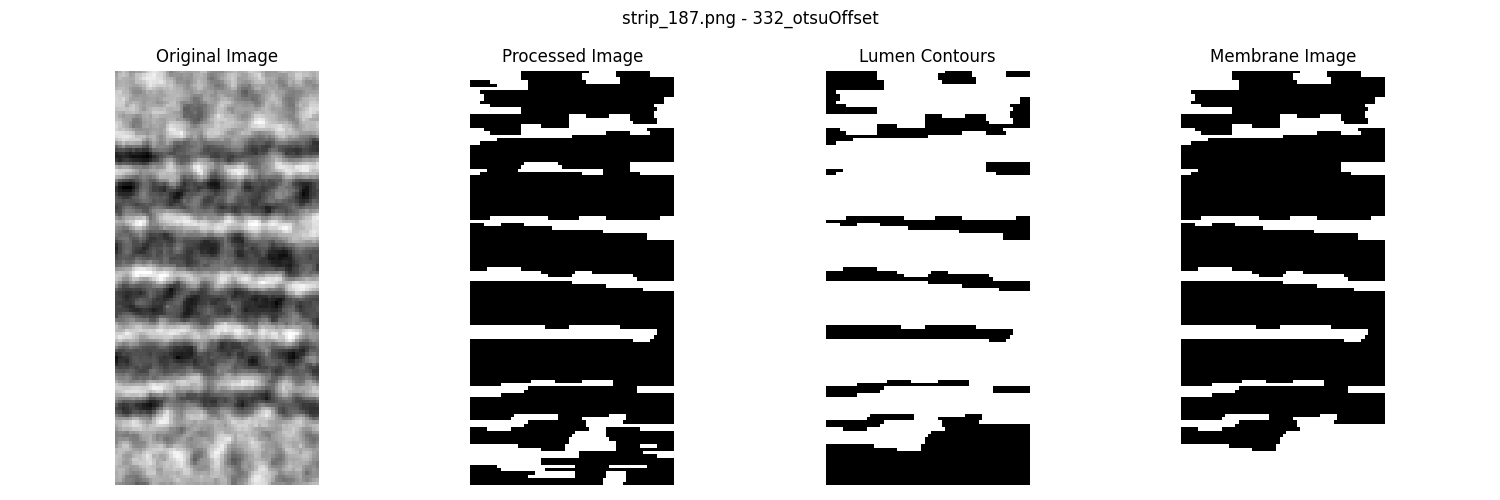 strip_187.png - 332_otsuOffset
Original Image
Processed Image
Lumen Contours
Membrane Image